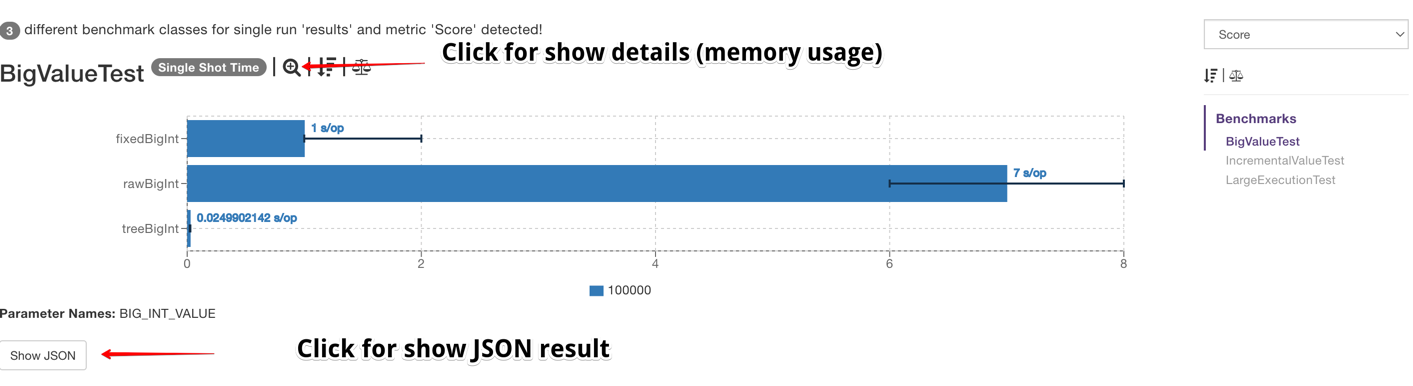 3 different benchmark classes for single run 'results' and metric 'Score' detected!
Score
Click for show details (memory usage)
BigValueTest Single Shot Time | | |
|
Benchmarks
BigValueTest
IncrementalValueTest
LargeExecutionTest
fixedBigInt 1 s/op
rawBigInt 7 s/op
treeBigInt 0.0249902142 s/op
0 2 4 6 8
100000
Parameter Names: BIG_INT_VALUE
Show JSON
Click for show JSON result